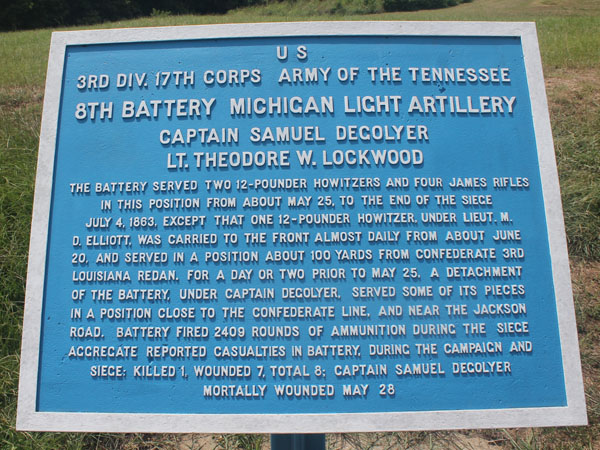 U S
3RD DIV. 17TH CORPS ARMY OF THE TENNESSEE
8TH BATTERY MICHIGAN LIGHT ARTILLERY
CAPTAIN SAMUEL DEGOLYER
LT. THEODORE W. LOCKWOOD
THE BATTERY SERVED TWO 12-POUNDER HOWITZERS AND FOUR JAMES RIFLES
IN THIS POSITION FROM ABOUT MAY 25, TO THE END OF THE SIEGE
JULY 4, 1863, EXCEPT THAT ONE 12-POUNDER HOWITZER, UNDER LIEUT. M.
D. ELLIOTT, WAS CARRIED TO THE FRONT ALMOST DAILY FROM ABOUT JUNE
20, AND SERVED IN A POSITION ABOUT 100 YARDS FROM CONFEDERATE 3RD
LOUISIANA REDAN. FOR A DAY OR TWO PRIOR TO MAY 25, A DETACHMENT
OF THE BATTERY, UNDER CAPTAIN DEGOLYER, SERVED SOME OF ITS PIECES
IN A POSITION CLOSE TO THE CONFEDERATE LINE, AND NEAR THE JACKSON
ROAD. BATTERY FIRED 2409 ROUNDS OF AMMUNITION DURING THE SIEGE
AGGREGATE REPORTED CASUALTIES IN BATTERY, DURING THE CAMPAIGN AND
SIEGE: KILLED 1, WOUNDED 7, TOTAL 8; CAPTAIN SAMUEL DEGOLYER
MORTALLY WOUNDED MAY 28